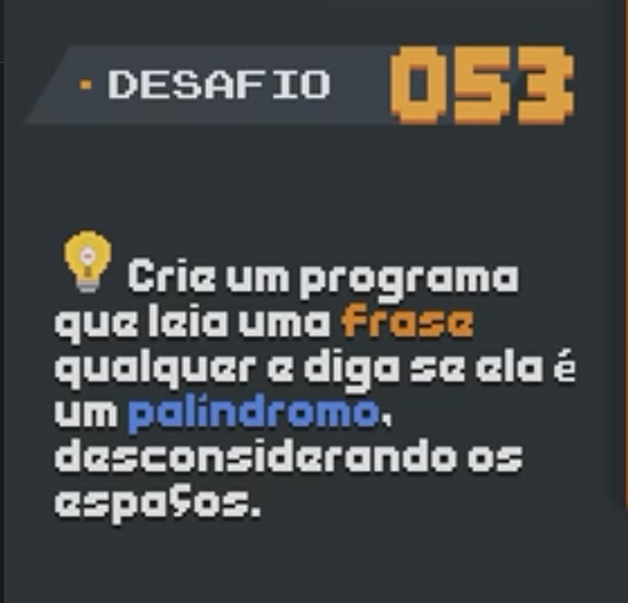 DESAFIO 053
Crie um programa
que leia uma frase
qualquer e diga se ela é
um palíndromo,
desconsiderando os
espaços.